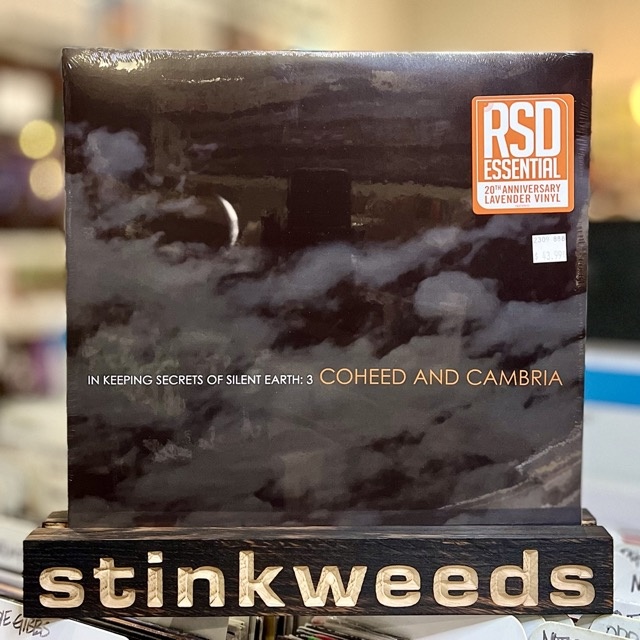 RSD
ESSENTIAL
20TH ANNIVERSARY
LAVENDER VINYL
IN KEEPING SECRETS OF SILENT EARTH: 3 COHEED AND CAMBRIA
stinkweeds